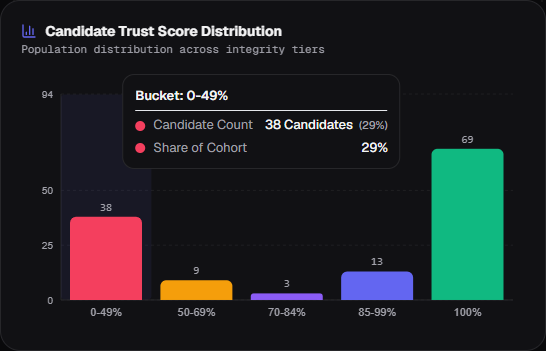 Candidate Trust Score Distribution
Population distribution across integrity tiers
94
Bucket: 0-49%
Candidate Count 38 Candidates (29%)
Share of Cohort 29%
69
50
38
25
13
9
3
0
0-49% 50-69% 70-84% 85-99% 100%